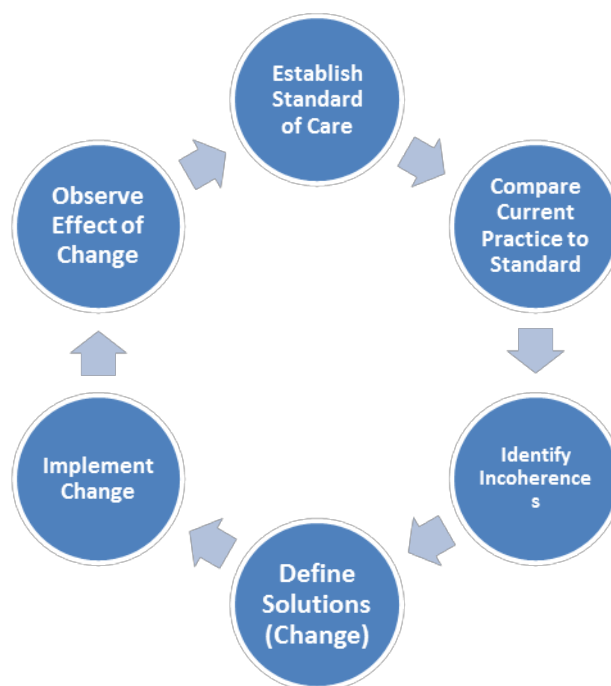 Establish
Standard
of Care
Compare
Current
Practice to
Standard
Identify
Incoherence
s
Define
Solutions
(Change)
Implement
Change
Observe
Effect of
Change